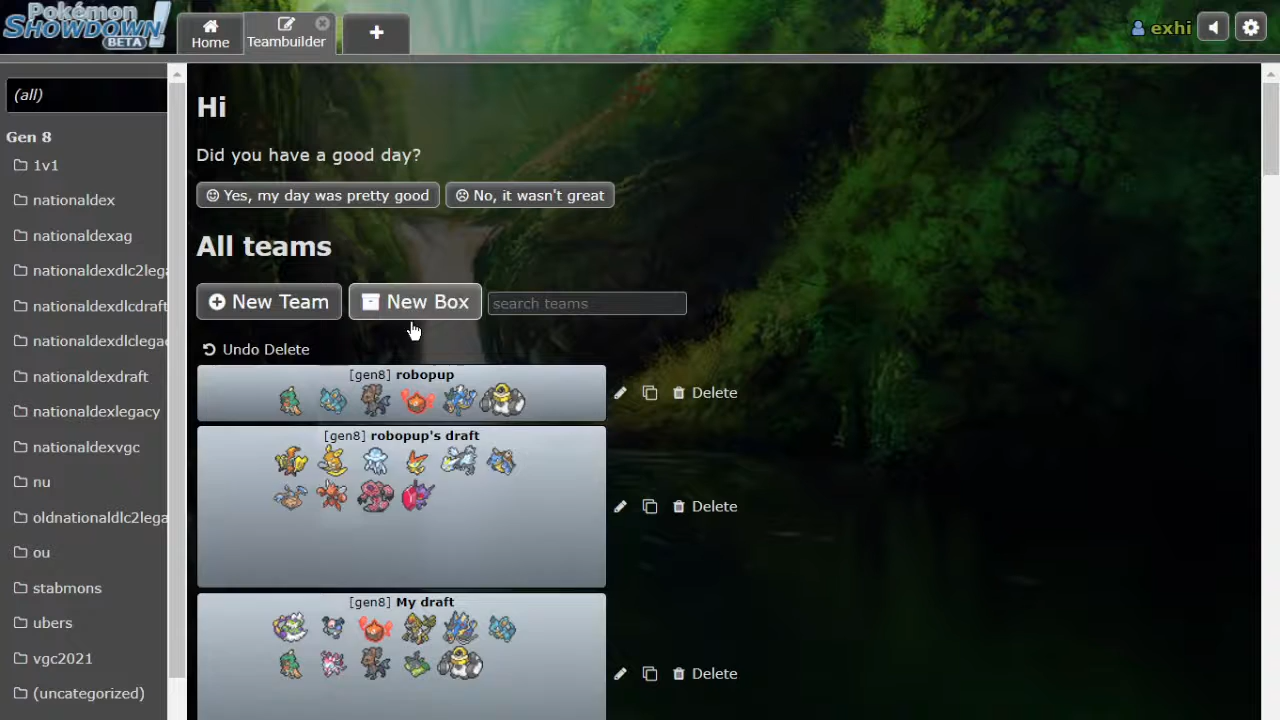 Pokémon
SHOWDOWN!
BETA
Home
Teambuilder
exhi
(all)
Gen 8
1v1
nationaldex
nationaldexag
nationaldexdlc2lega
nationaldexdlcdraft
nationaldexdlclegac
nationaldexdraft
nationaldexlegacy
nationaldexvgc
nu
oldnationaldlc2lega
ou
stabmons
ubers
vgc2021
(uncategorized)
Hi
Did you have a good day?
Yes, my day was pretty good
No, it wasn't great
All teams
New Team
New Box
search teams
Undo Delete
[gen8] robopup
Delete
[gen8] robopup's draft
Delete
[gen8] My draft
Delete